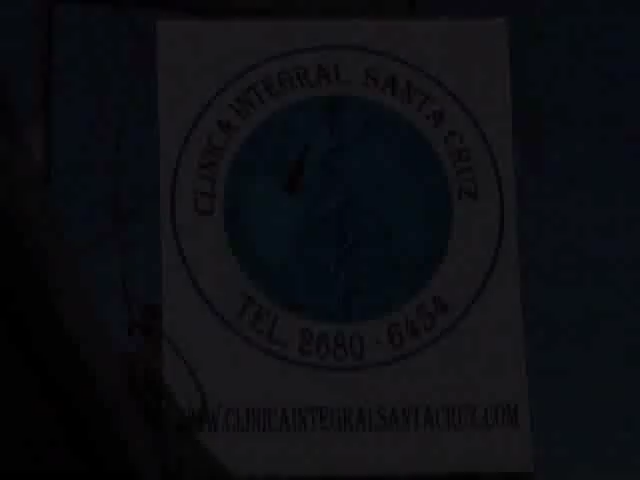 CLINICA INTEGRAL SANTA CRUZ
TEL. 2680 - 6454
WWW.CLINICAINTEGRALSANTACRUZ.COM